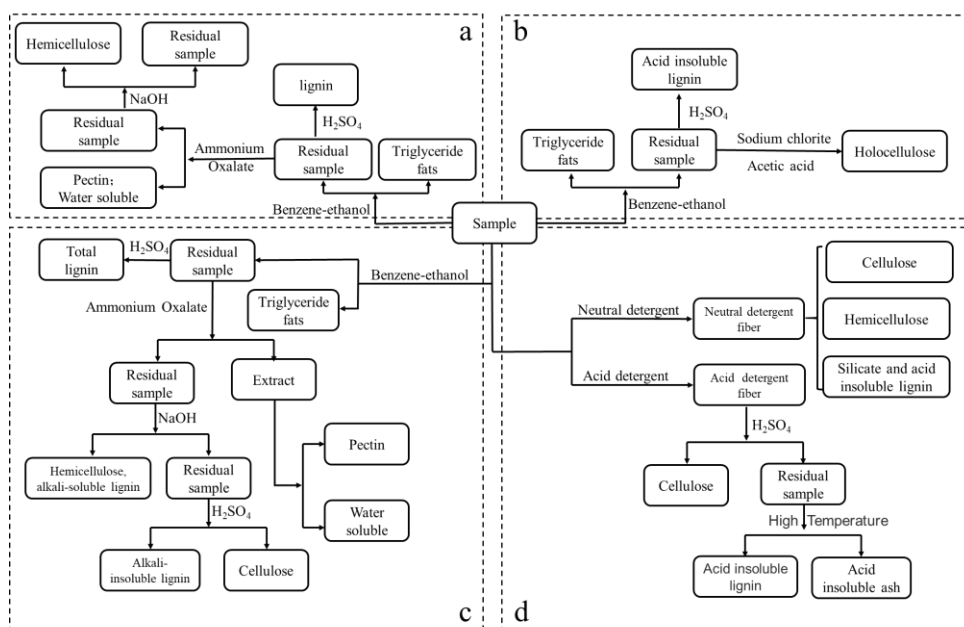 a
Hemicellulose
Residual
sample
NaOH
lignin
H₂SO₄
Residual
sample
Ammonium
Oxalate
Residual
sample
Triglyceride
fats
Pectin;
Water soluble
Benzene-ethanol
b
Acid insoluble
lignin
H₂SO₄
Triglyceride
fats
Residual
sample
Sodium chlorite
Acetic acid
Holocellulose
Benzene-ethanol
Sample
Total
lignin
H₂SO₄
Residual
sample
Benzene-ethanol
Triglyceride
fats
Ammonium Oxalate
Residual
sample
Extract
NaOH
Hemicellulose,
alkali-soluble lignin
Residual
sample
Pectin
Water
soluble
H₂SO₄
Alkali-
insoluble lignin
Cellulose
c
Neutral detergent
Neutral detergent
fiber
Cellulose
Hemicellulose
Silicate and acid
insoluble lignin
Acid detergent
Acid detergent
fiber
H₂SO₄
Cellulose
Residual
sample
High Temperature
Acid insoluble
lignin
Acid
insoluble ash
d